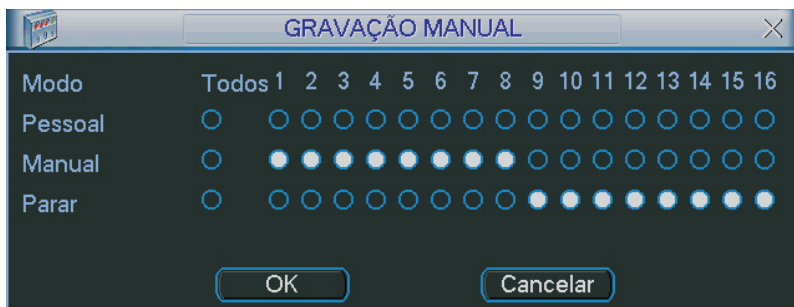 GRAVAÇÃO MANUAL
Modo Todos 1 2 3 4 5 6 7 8 9 10 11 12 13 14 15 16
Pessoal
Manual
Parar
OK Cancelar